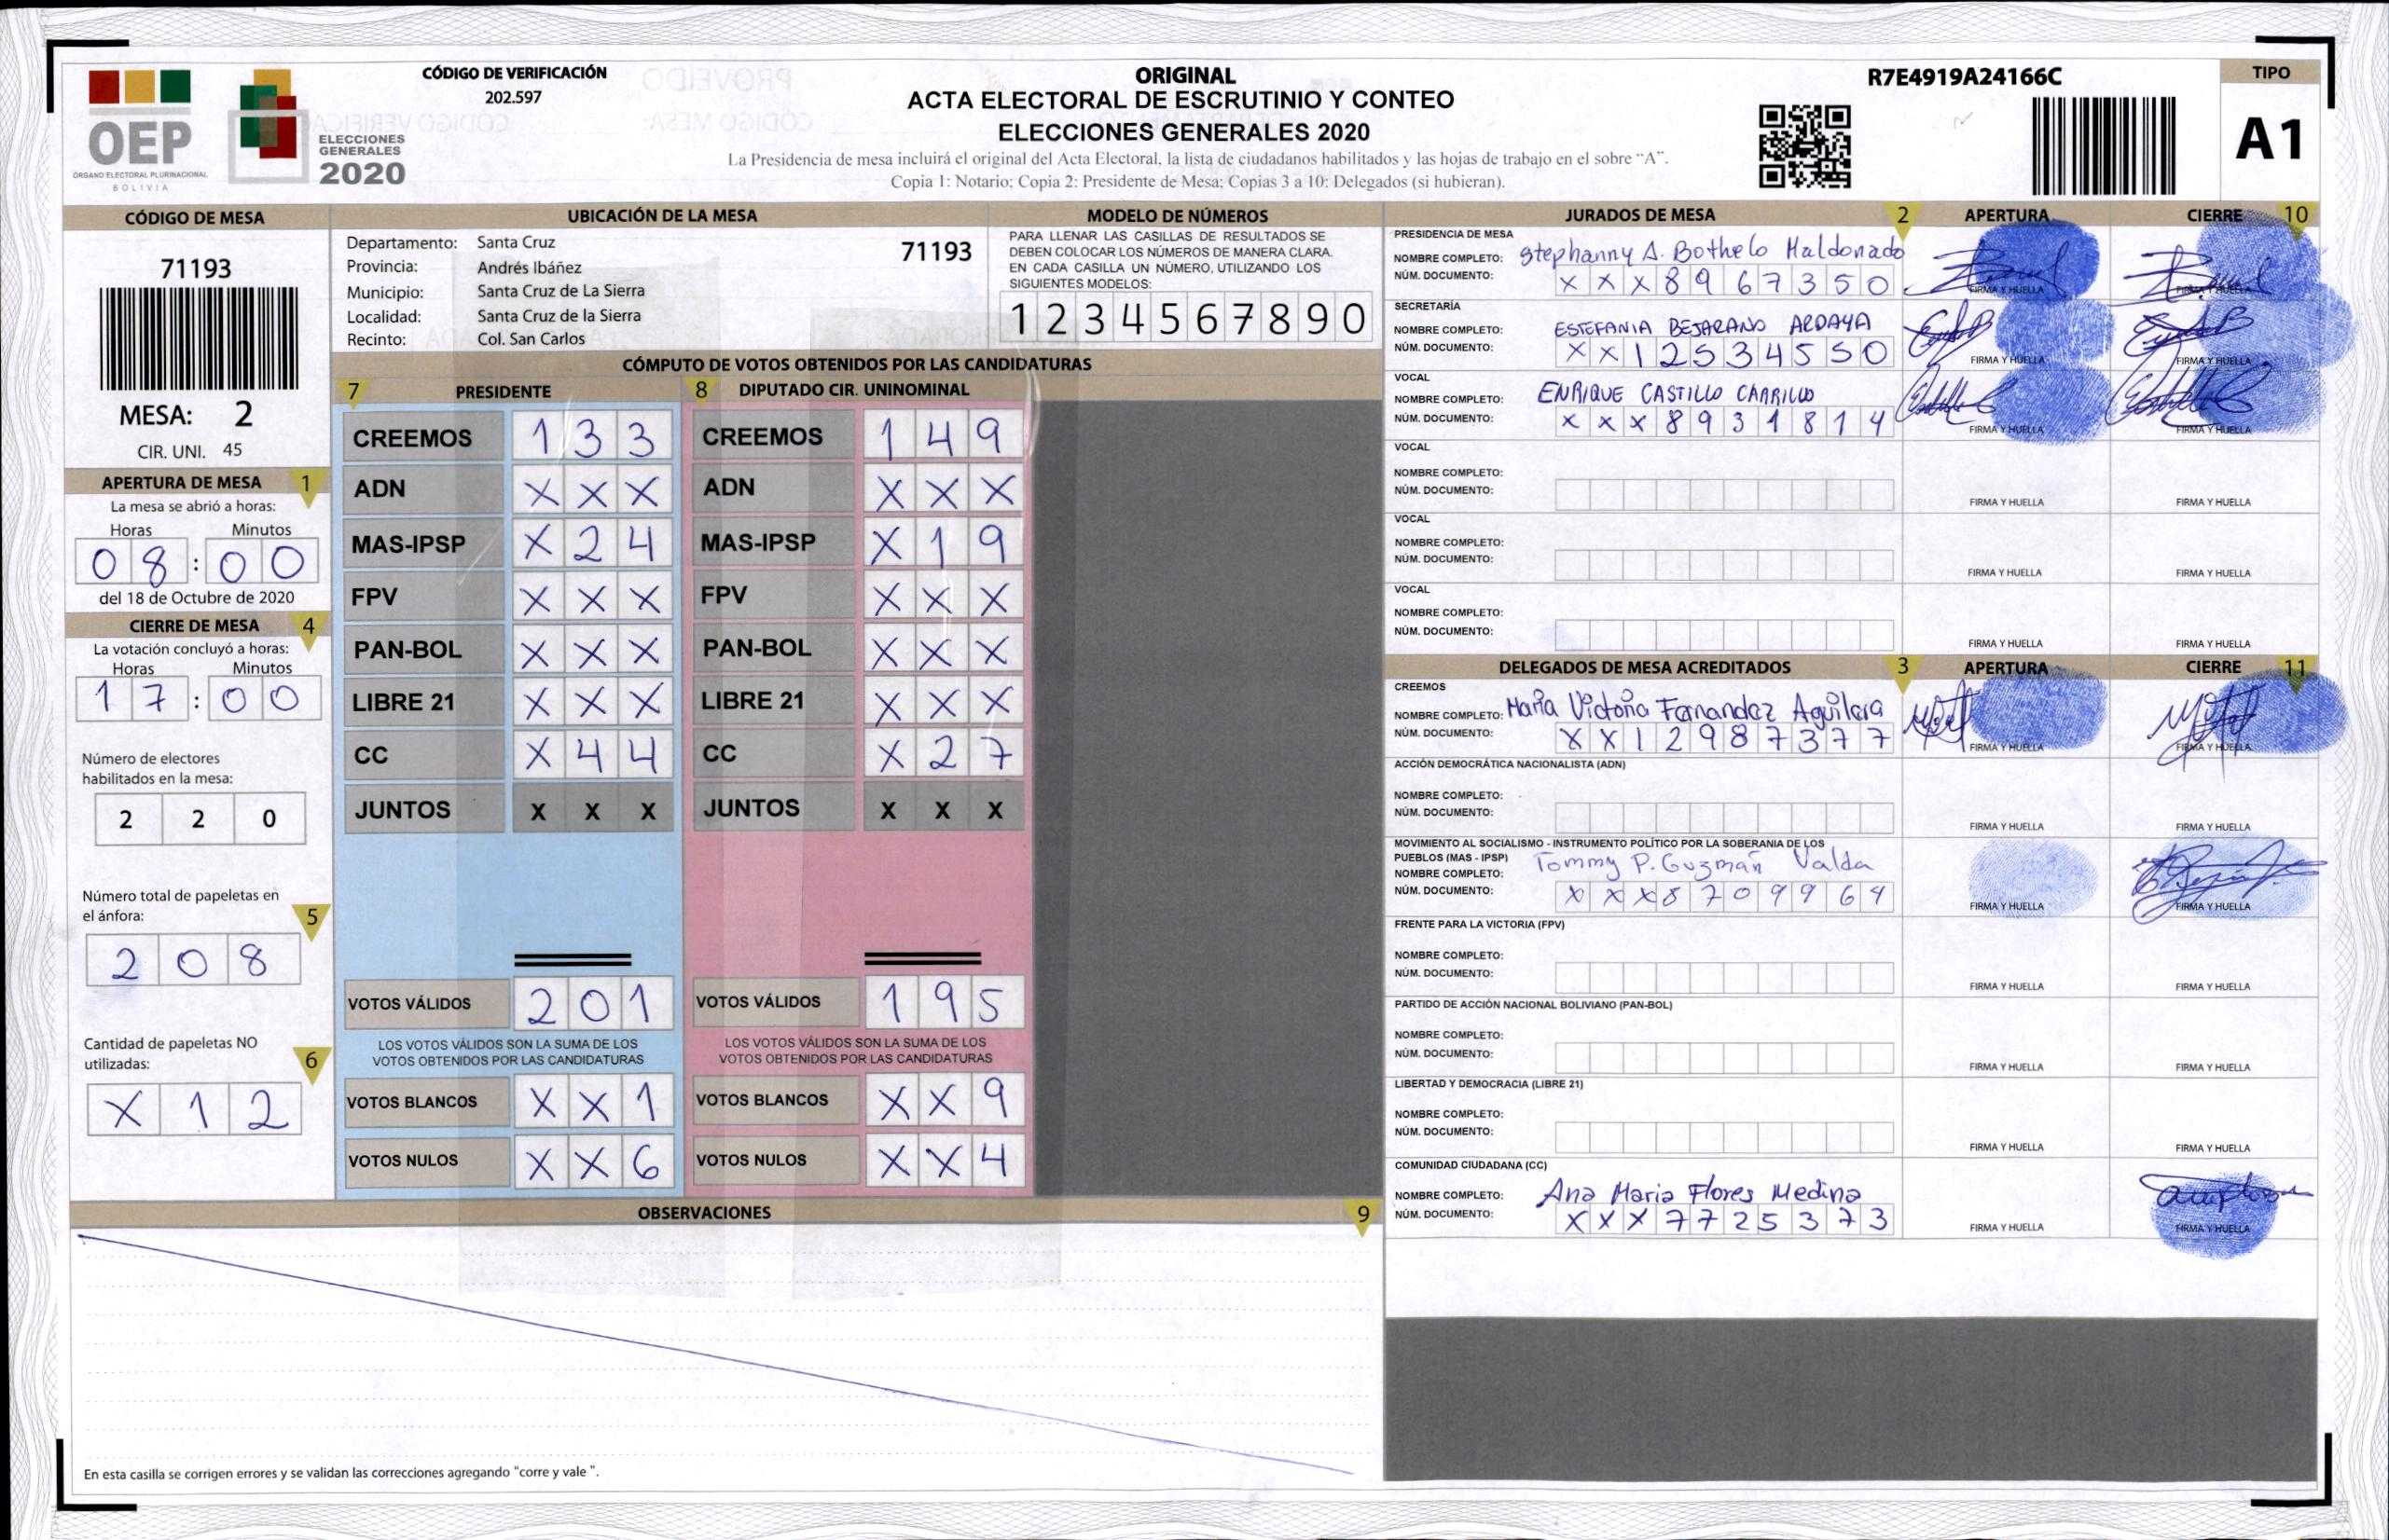 OEP
ÓRGANO ELECTORAL PLURINACIONAL
BOLIVIA
ELECCIONES
GENERALES
2020
CÓDIGO DE VERIFICACIÓN
202.597
ORIGINAL
ACTA ELECTORAL DE ESCRUTINIO Y CONTEO
ELECCIONES GENERALES 2020
La Presidencia de mesa incluirá el original del Acta Electoral, la lista de ciudadanos habilitados y las hojas de trabajo en el sobre “A”.
Copia 1: Notario; Copia 2: Presidente de Mesa; Copias 3 a 10: Delegados (si hubieran).
R7E4919A24166C
TIPO
A1
CÓDIGO DE MESA
71193
MESA: 2
CIR. UNI. 45
APERTURA DE MESA 1
La mesa se abrió a horas:
Horas Minutos
0 8 : 0 0
del 18 de Octubre de 2020
CIERRE DE MESA 4
La votación concluyó a horas:
Horas Minutos
1 7 : 0 0
Número de electores
habilitados en la mesa:
2 2 0
Número total de papeletas en
el ánfora: 5
2 0 8
Cantidad de papeletas NO
utilizadas: 6
X 1 2
UBICACIÓN DE LA MESA
Departamento: Santa Cruz 71193
Provincia: Andrés Ibáñez
Municipio: Santa Cruz de La Sierra
Localidad: Santa Cruz de la Sierra
Recinto: Col. San Carlos
MODELO DE NÚMEROS
PARA LLENAR LAS CASILLAS DE RESULTADOS SE
DEBEN COLOCAR LOS NÚMEROS DE MANERA CLARA.
EN CADA CASILLA UN NÚMERO, UTILIZANDO LOS
SIGUIENTES MODELOS:
1 2 3 4 5 6 7 8 9 0
CÓMPUTO DE VOTOS OBTENIDOS POR LAS CANDIDATURAS
7 PRESIDENTE
CREEMOS 1 3 3
ADN X X X
MAS-IPSP X 2 4
FPV X X X
PAN-BOL X X X
LIBRE 21 X X X
CC X 4 4
JUNTOS X X X
VOTOS VÁLIDOS 2 0 1
LOS VOTOS VÁLIDOS SON LA SUMA DE LOS
VOTOS OBTENIDOS POR LAS CANDIDATURAS
VOTOS BLANCOS X X 1
VOTOS NULOS X X 6
8 DIPUTADO CIR. UNINOMINAL
CREEMOS 1 4 9
ADN X X X
MAS-IPSP X 1 9
FPV X X X
PAN-BOL X X X
LIBRE 21 X X X
CC X 2 7
JUNTOS X X X
VOTOS VÁLIDOS 1 9 5
LOS VOTOS VÁLIDOS SON LA SUMA DE LOS
VOTOS OBTENIDOS POR LAS CANDIDATURAS
VOTOS BLANCOS X X 9
VOTOS NULOS X X 4
OBSERVACIONES 9
En esta casilla se corrigen errores y se validan las correcciones agregando “corre y vale”.
JURADOS DE MESA 2 APERTURA CIERRE 10
PRESIDENCIA DE MESA
NOMBRE COMPLETO: Stephanny A. Bothelo Maldonado
NÚM. DOCUMENTO: X X X 8 9 6 7 3 5 0
FIRMA Y HUELLA FIRMA Y HUELLA
SECRETARÍA
NOMBRE COMPLETO: ESTEFANIA BEJARANO ARDAYA
NÚM. DOCUMENTO: X X 1 2 5 3 4 5 5 0
FIRMA Y HUELLA FIRMA Y HUELLA
VOCAL
NOMBRE COMPLETO: ENRIQUE CASTILLO CARRILLO
NÚM. DOCUMENTO: X X X 8 9 3 1 8 1 4
FIRMA Y HUELLA FIRMA Y HUELLA
VOCAL
NOMBRE COMPLETO:
NÚM. DOCUMENTO:
FIRMA Y HUELLA FIRMA Y HUELLA
VOCAL
NOMBRE COMPLETO:
NÚM. DOCUMENTO:
FIRMA Y HUELLA FIRMA Y HUELLA
VOCAL
NOMBRE COMPLETO:
NÚM. DOCUMENTO:
FIRMA Y HUELLA FIRMA Y HUELLA
DELEGADOS DE MESA ACREDITADOS 3 APERTURA CIERRE 11
CREEMOS
NOMBRE COMPLETO: Maria Victoria Fernandez Aguilera
NÚM. DOCUMENTO: X X 1 2 9 8 7 3 7 7
FIRMA Y HUELLA FIRMA Y HUELLA
ACCIÓN DEMOCRÁTICA NACIONALISTA (ADN)
NOMBRE COMPLETO:
NÚM. DOCUMENTO:
FIRMA Y HUELLA FIRMA Y HUELLA
MOVIMIENTO AL SOCIALISMO - INSTRUMENTO POLÍTICO POR LA SOBERANIA DE LOS
PUEBLOS (MAS - IPSP)
NOMBRE COMPLETO: Tommy P. Guzmán Valda
NÚM. DOCUMENTO: X X X 8 7 0 9 9 6 4
FIRMA Y HUELLA FIRMA Y HUELLA
FRENTE PARA LA VICTORIA (FPV)
NOMBRE COMPLETO:
NÚM. DOCUMENTO:
FIRMA Y HUELLA FIRMA Y HUELLA
PARTIDO DE ACCIÓN NACIONAL BOLIVIANO (PAN-BOL)
NOMBRE COMPLETO:
NÚM. DOCUMENTO:
FIRMA Y HUELLA FIRMA Y HUELLA
LIBERTAD Y DEMOCRACIA (LIBRE 21)
NOMBRE COMPLETO:
NÚM. DOCUMENTO:
FIRMA Y HUELLA FIRMA Y HUELLA
COMUNIDAD CIUDADANA (CC)
NOMBRE COMPLETO: Ana Maria Flores Medina
NÚM. DOCUMENTO: X X X 7 7 2 5 3 7 3
FIRMA Y HUELLA FIRMA Y HUELLA